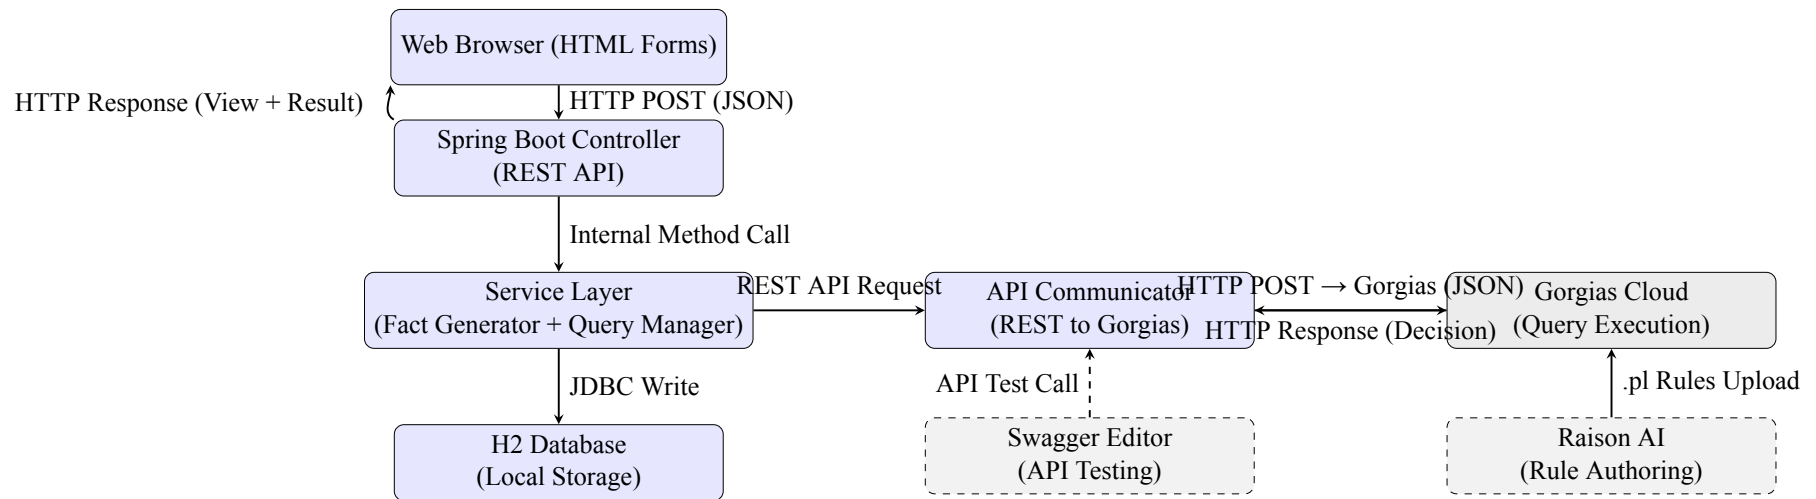 Web Browser (HTML Forms)
HTTP Response (View + Result)
HTTP POST (JSON)
Spring Boot Controller
(REST API)
Internal Method Call
Service Layer
(Fact Generator + Query Manager)
REST API Request
API Communicator
(REST to Gorgias)
HTTP POST → Gorgias (JSON)
HTTP Response (Decision)
Gorgias Cloud
(Query Execution)
JDBC Write
API Test Call
.pl Rules Upload
H2 Database
(Local Storage)
Swagger Editor
(API Testing)
Raison AI
(Rule Authoring)